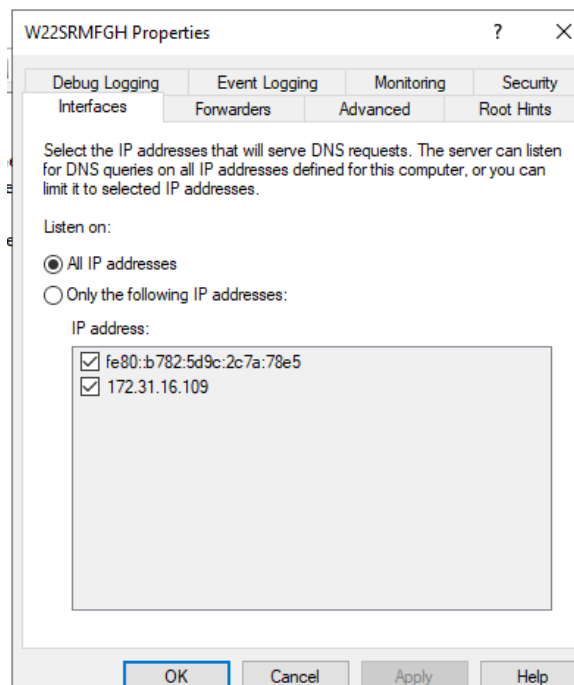 W22SRMFGH Properties
?
Debug Logging Event Logging Monitoring Security
Interfaces Forwarders Advanced Root Hints
Select the IP addresses that will serve DNS requests. The server can listen
for DNS queries on all IP addresses defined for this computer, or you can
limit it to selected IP addresses.
Listen on:
All IP addresses
Only the following IP addresses:
IP address:
fe80::b782:5d9c:2c7a:78e5
172.31.16.109
OK Cancel Apply Help